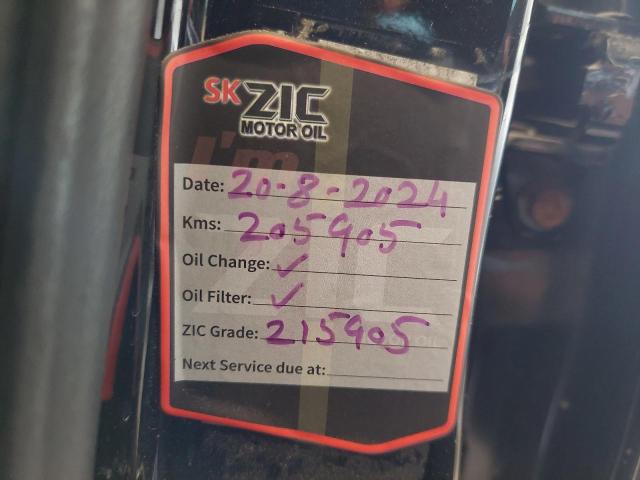 SK ZIC
MOTOR OIL
I'm
Date: 20-8-2024
Kms: 205905
Oil Change: ✓
Oil Filter: ✓
ZIC Grade: 215905
Next Service due at: